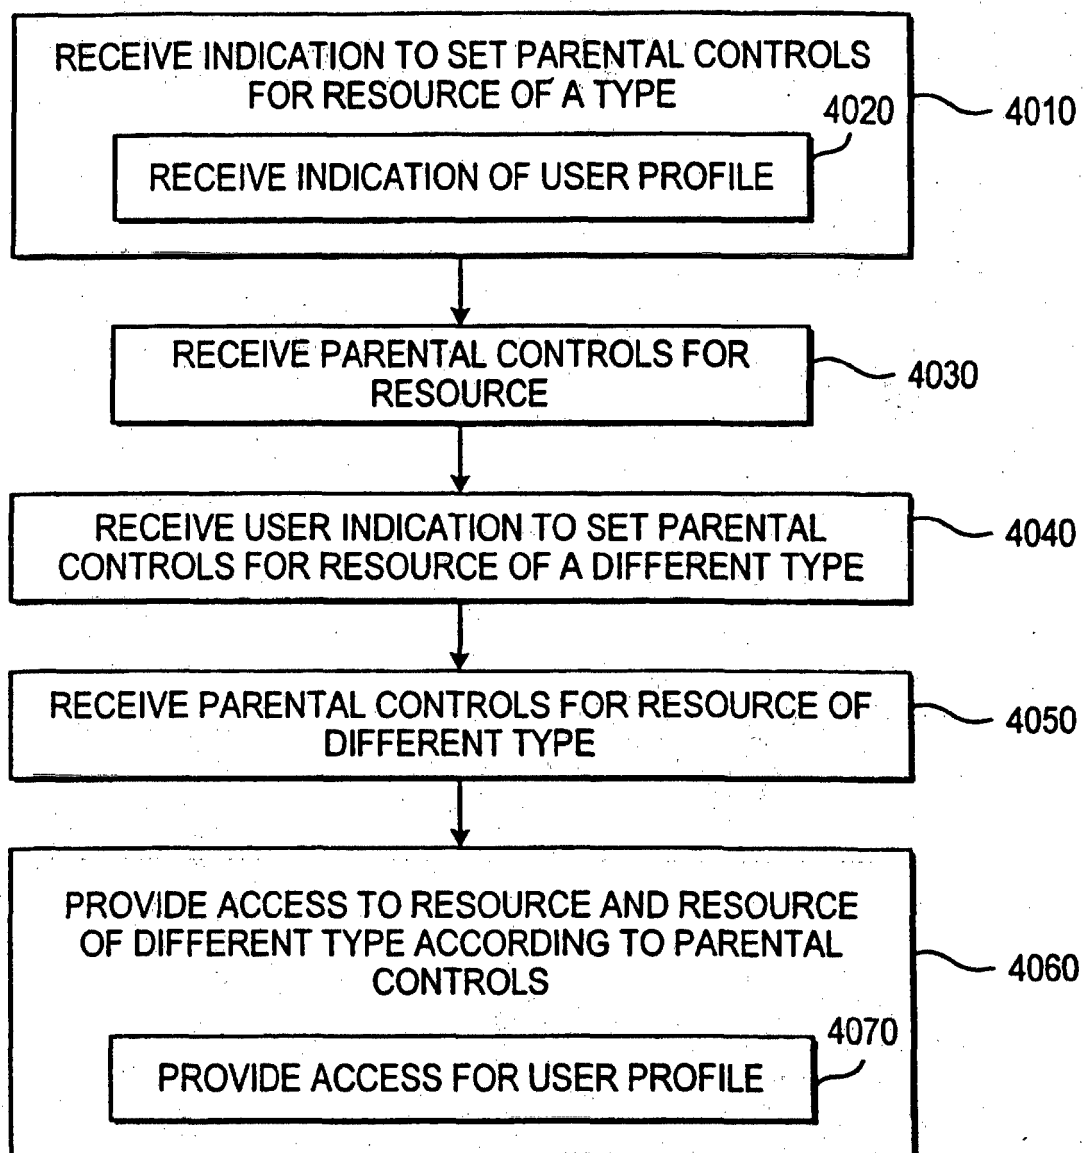 RECEIVE INDICATION TO SET PARENTAL CONTROLS
FOR RESOURCE OF A TYPE
4020
4010
RECEIVE INDICATION OF USER PROFILE
RECEIVE PARENTAL CONTROLS FOR
RESOURCE
4030
RECEIVE USER INDICATION TO SET PARENTAL
CONTROLS FOR RESOURCE OF A DIFFERENT TYPE
4040
RECEIVE PARENTAL CONTROLS FOR RESOURCE OF
DIFFERENT TYPE
4050
PROVIDE ACCESS TO RESOURCE AND RESOURCE
OF DIFFERENT TYPE ACCORDING TO PARENTAL
CONTROLS
4060
4070
PROVIDE ACCESS FOR USER PROFILE